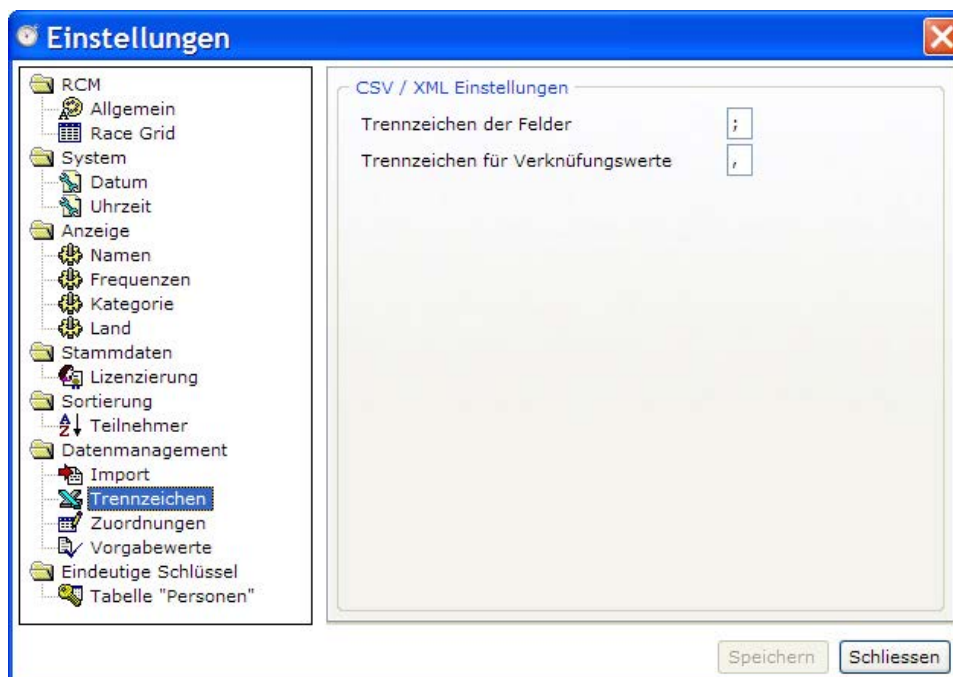 Einstellungen
RCM
Allgemein
Race Grid
System
Datum
Uhrzeit
Anzeige
Namen
Frequenzen
Kategorie
Land
Stammdaten
Lizenzierung
Sortierung
Teilnehmer
Datenmanagement
Import
Trennzeichen
Zuordnungen
Vorgabewerte
Eindeutige Schlüssel
Tabelle "Personen"
CSV / XML Einstellungen
Trennzeichen der Felder ;
Trennzeichen für Verknüfungswerte ,
Speichern Schliessen